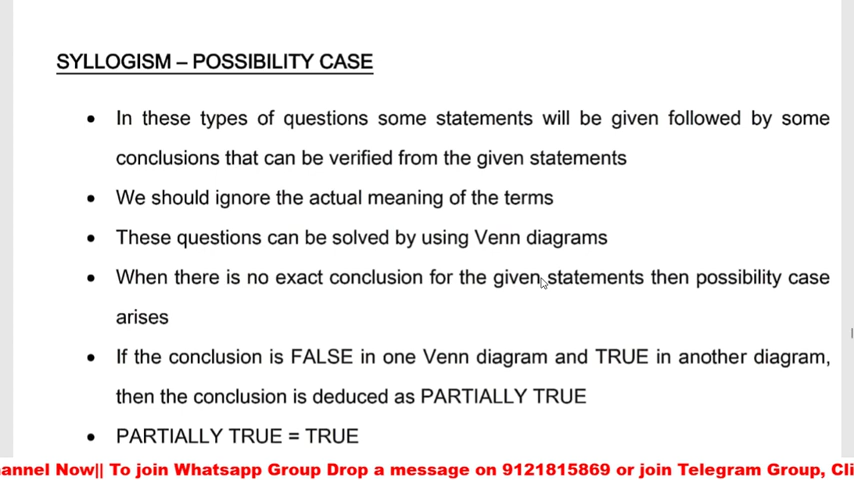 SYLLOGISM – POSSIBILITY CASE
• In these types of questions some statements will be given followed by some
conclusions that can be verified from the given statements
• We should ignore the actual meaning of the terms
• These questions can be solved by using Venn diagrams
• When there is no exact conclusion for the given statements then possibility case
arises
• If the conclusion is FALSE in one Venn diagram and TRUE in another diagram,
then the conclusion is deduced as PARTIALLY TRUE
• PARTIALLY TRUE = TRUE
annel Now|| To join Whatsapp Group Drop a message on 9121815869 or join Telegram Group, Cli